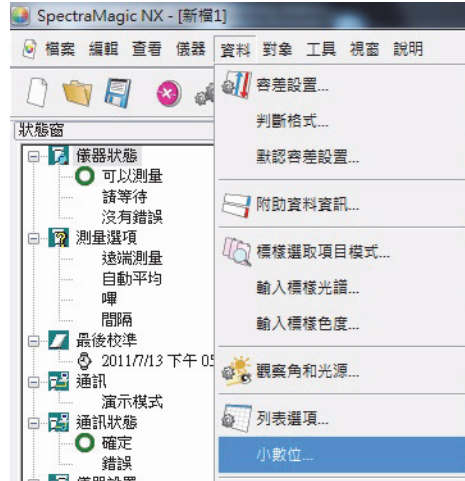 SpectraMagic NX - [新檔1]
檔案 編輯 查看 儀器 資料 對象 工具 視窗 說明
狀態窗
儀器狀態
可以測量
請等待
沒有錯誤
測量選項
遠端測量
自動平均
嗶
間隔
最後校準
2011/7/13 下午 05
通訊
演示模式
通訊狀態
確定
錯誤
儀器設置
容差設置...
判斷格式...
默認容差設置...
附助資料資訊...
標樣選取項目模式...
輸入標樣光譜...
輸入標樣色度...
觀察角和光源...
列表選項...
小數位...